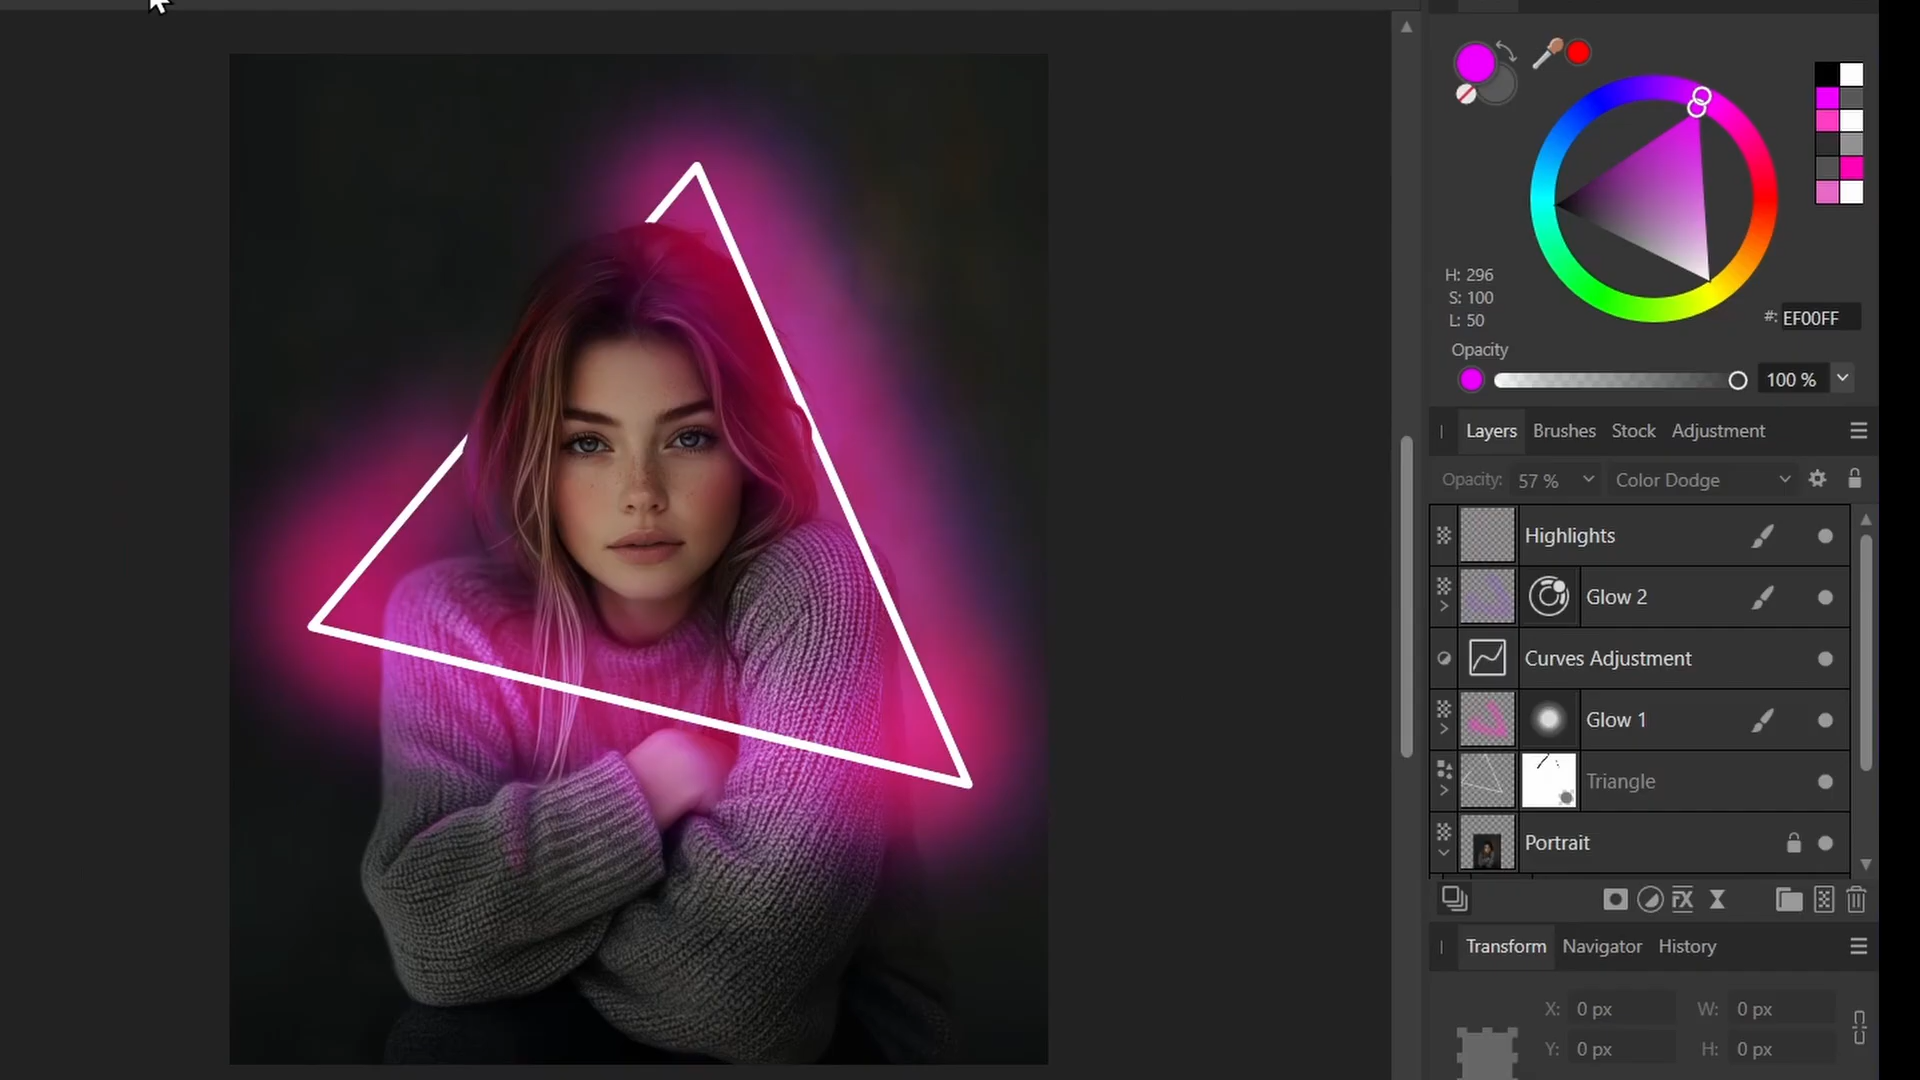 H: 296
S: 100
L: 50
#: EF00FF
Opacity
100 %
Layers Brushes Stock Adjustment
Opacity: 57 % Color Dodge
Highlights
Glow 2
Curves Adjustment
Glow 1
Triangle
Portrait
FX
Transform Navigator History
X: 0 px W: 0 px
Y: 0 px H: 0 px